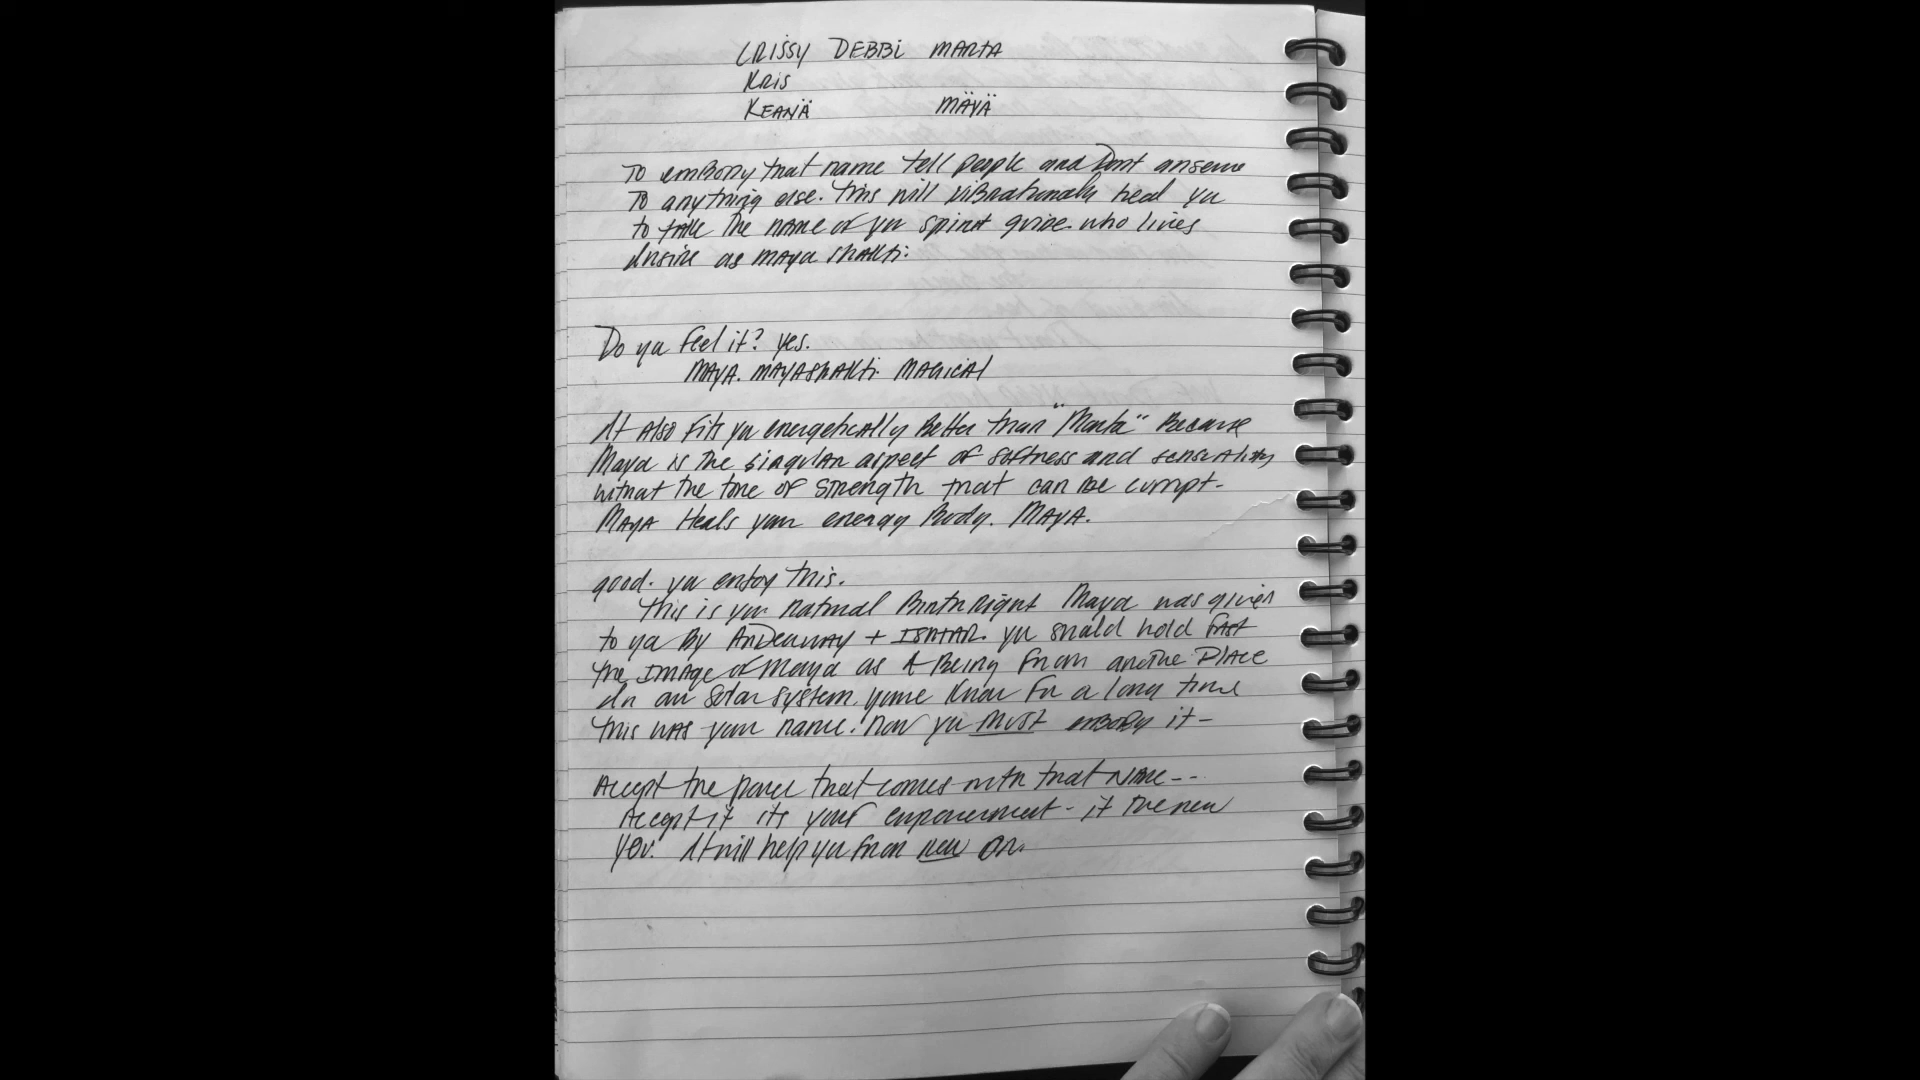 CRiSSY DEBBi MARTA
KRiS
KEANÄ MÄYÄ
To emBODy that name tell people and Dont answer
To anything else. this will viBrationally heal you
to take the name of your spirit guide. who lives
inside as maya shakti.
Do you feel it? yes.
MAYA. MAYASHAKti. MAGICAl
It Also Fits you energetically Better than "Marta" Because
Maya is the singular aspect of softness and sensuality
without the tone of strength that can be
MAYA Heals your energy Body. MAYA.
good. you enjoy this.
This is your natural BirthRight Maya was given
to you By + ISHTAR. you should hold FAST
the IMAGe of Maya as A Being from another PlAce
In our solar system. you've known for a long time
this was your name. Now you MUST emBODy it -
Accept the power that comes with that NAME --
Accept it its your empowerment - it the new
You. It will help you from new on.